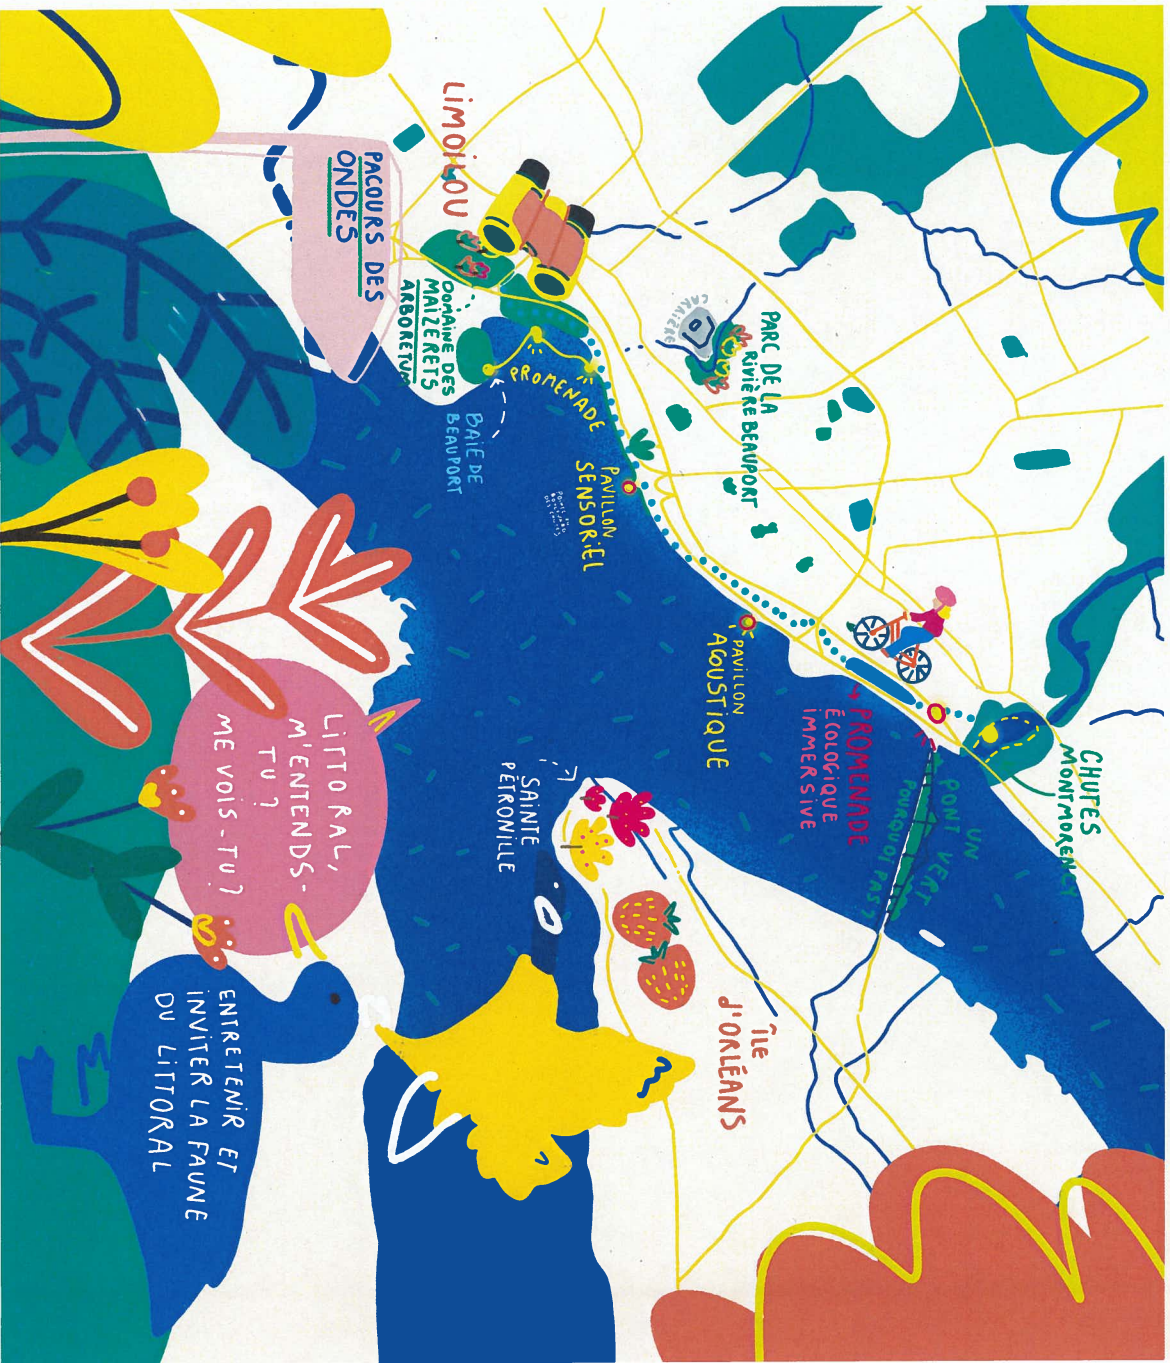 LIMOILOU
PACOURS DES
ONDES
DOMAINE DES
MAIZERETS
ARBORETUM
CARRIÈRE
PARC DE LA
RIVIÈRE BEAUPORT
PROMENADE
BAIE DE
BEAUPORT
PAVILLON
SENSORIEL
PAVILLON
ACOUSTIQUE
PROMENADE
ÉCOLOGIQUE
IMMERSIVE
CHUTES
MONTMORENCY
UN
PONT VERT
POURQUOI PAS?
SAINTE
PÉTRONILLE
ÎLE
d'ORLÉANS
LITTORAL,
M'ENTENDS-
TU ?
ME VOIS-TU?
ENTRETENIR ET
INVITER LA FAUNE
DU LITTORAL